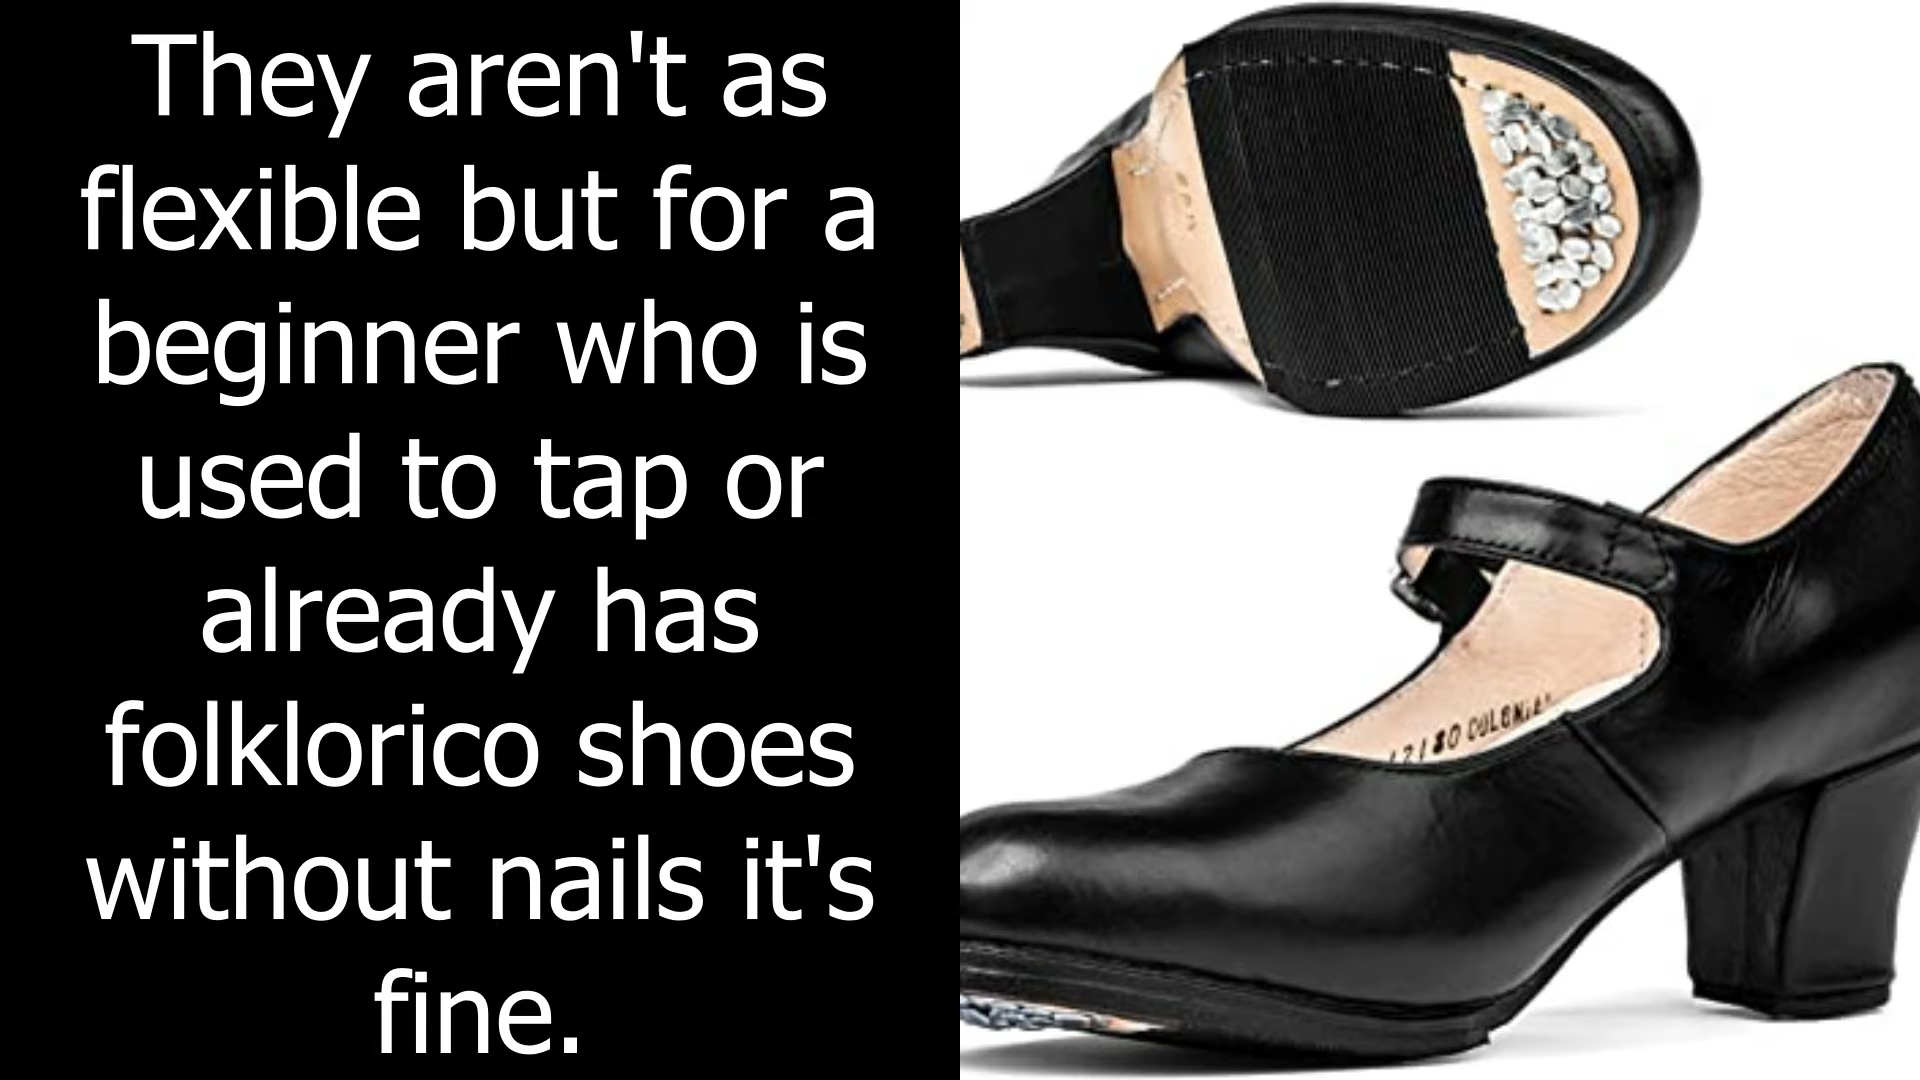 They aren't as
flexible but for a
beginner who is
used to tap or
already has
folklorico shoes
without nails it's
fine.